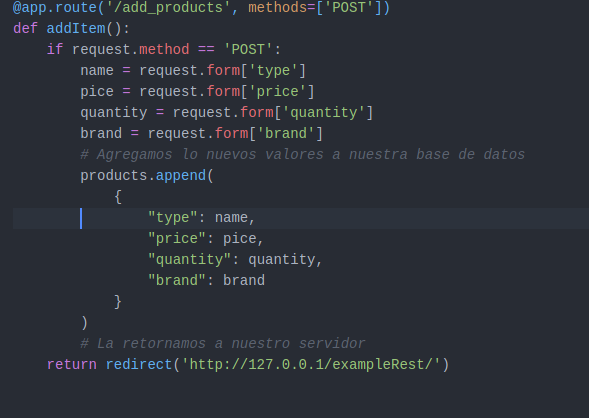 @app.route('/add_products', methods=['POST'])
def addItem():
    if request.method == 'POST':
        name = request.form['type']
        pice = request.form['price']
        quantity = request.form['quantity']
        brand = request.form['brand']
        # Agregamos lo nuevos valores a nuestra base de datos
        products.append(
            {
                "type": name,
                "price": pice,
                "quantity": quantity,
                "brand": brand
            }
        )
        # La retornamos a nuestro servidor
    return redirect('http://127.0.0.1/exampleRest/')